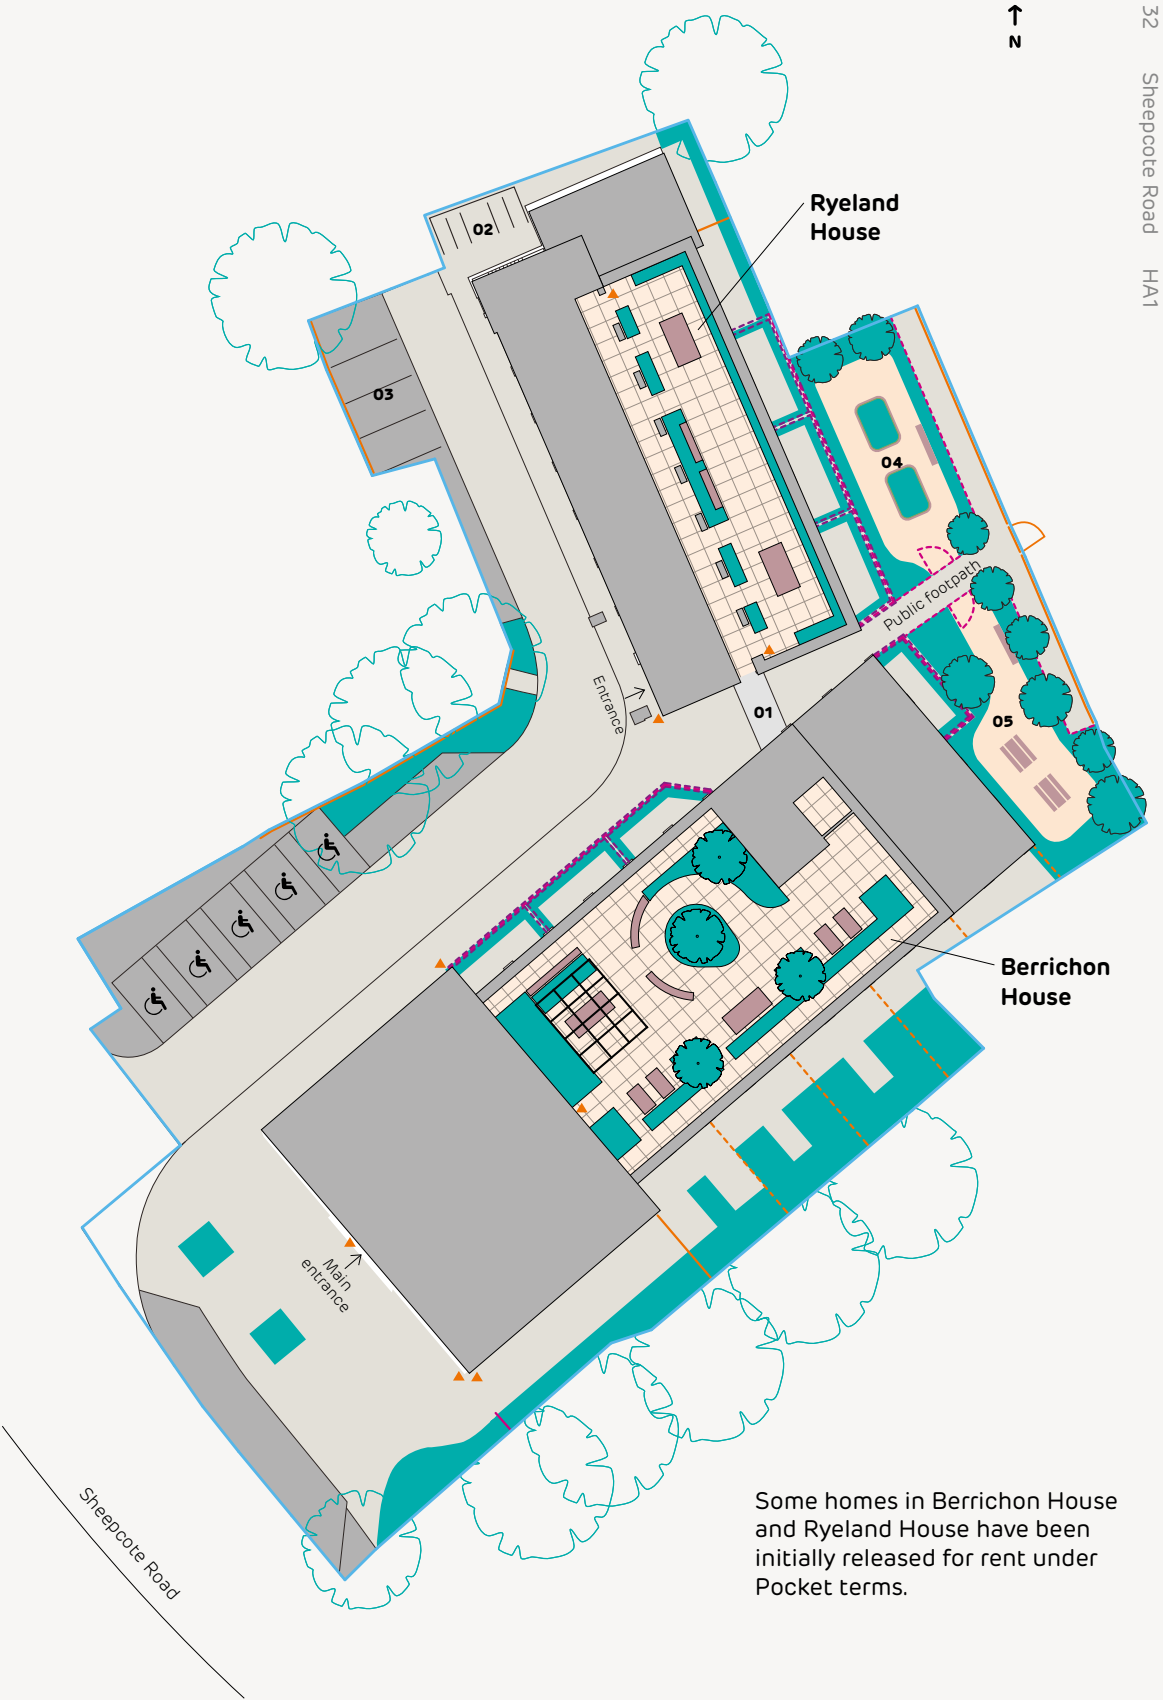 32 Sheepcote Road HA1
N
Ryeland
House
02
03
04
Public footpath
Entrance
01
05
Berrichon
House
Main
entrance
Sheepcote Road
Some homes in Berrichon House
and Ryeland House have been
initially released for rent under
Pocket terms.